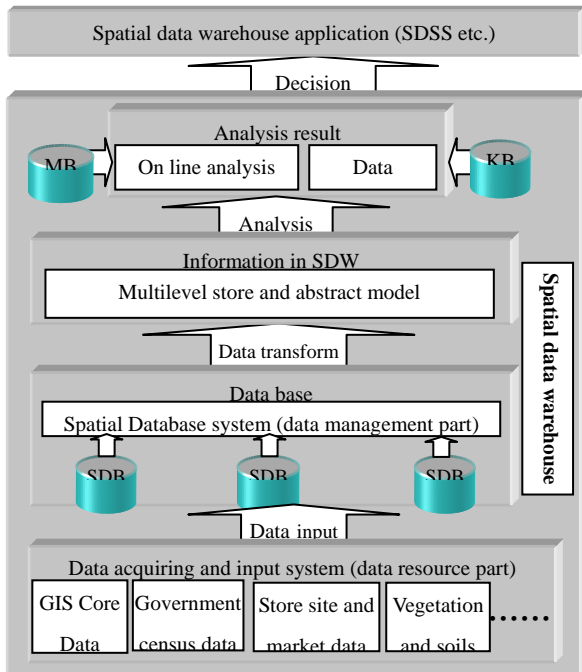 Spatial data warehouse application (SDSS etc.)
Decision
Analysis result
MB
On line analysis
Data
KB
Analysis
Information in SDW
Multilevel store and abstract model
Data transform
Spatial data warehouse
Data base
Spatial Database system (data management part)
SDB
SDB
SDB
Data input
Data acquiring and input system (data resource part)
GIS Core
Data
Government
census data
Store site and
market data
Vegetation
and soils
......